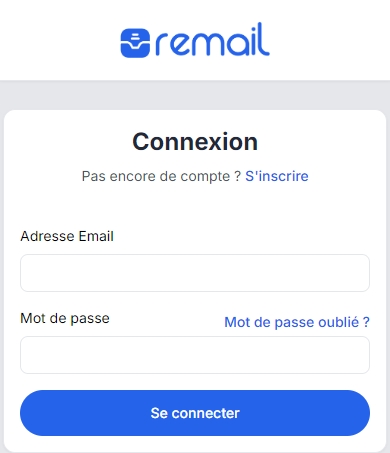 remail
Connexion
Pas encore de compte ? S'inscrire
Adresse Email
Mot de passe
Mot de passe oublié ?
Se connecter